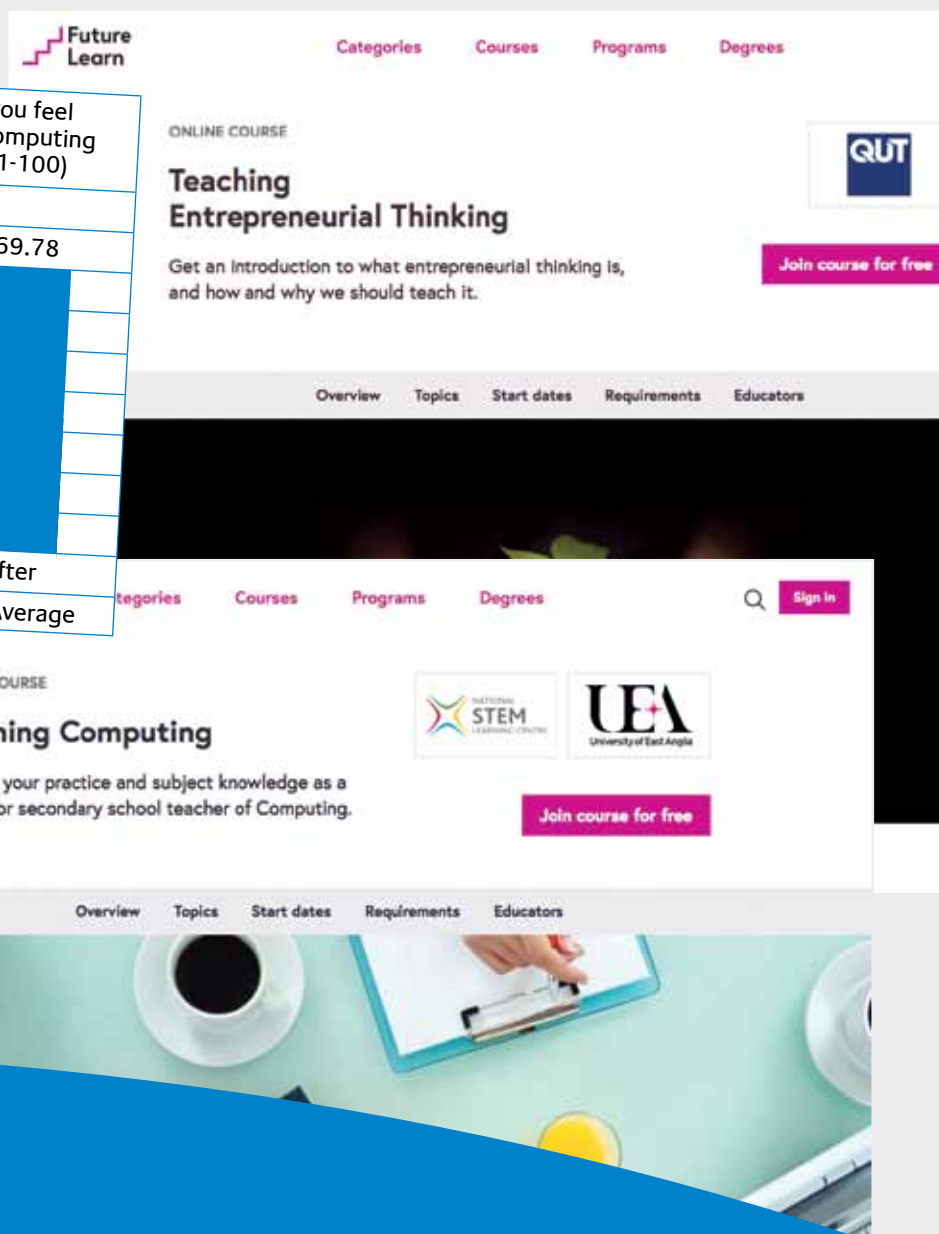 Future
Learn
Categories Courses Programs Degrees
ou feel
omputing
1-100)
69.78
fter
verage
ONLINE COURSE
Teaching
Entrepreneurial Thinking
Get an introduction to what entrepreneurial thinking is,
and how and why we should teach it.
QUT
Join course for free
Overview Topics Start dates Requirements Educators
tegories Courses Programs Degrees
Sign in
OURSE
ning Computing
your practice and subject knowledge as a
or secondary school teacher of Computing.
NATIONAL
STEM
LEARNING CENTRE
UEA
University of East Anglia
Join course for free
Overview Topics Start dates Requirements Educators